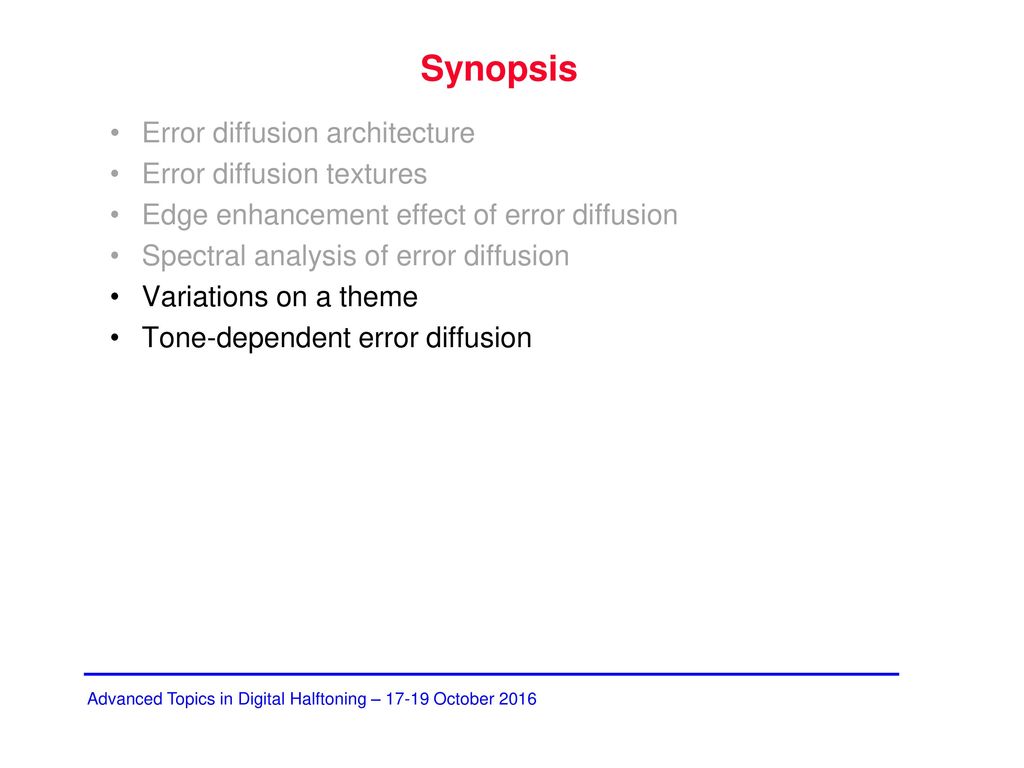 Synopsis
• Error diffusion architecture
• Error diffusion textures
• Edge enhancement effect of error diffusion
• Spectral analysis of error diffusion
• Variations on a theme
• Tone-dependent error diffusion
Advanced Topics in Digital Halftoning – 17-19 October 2016